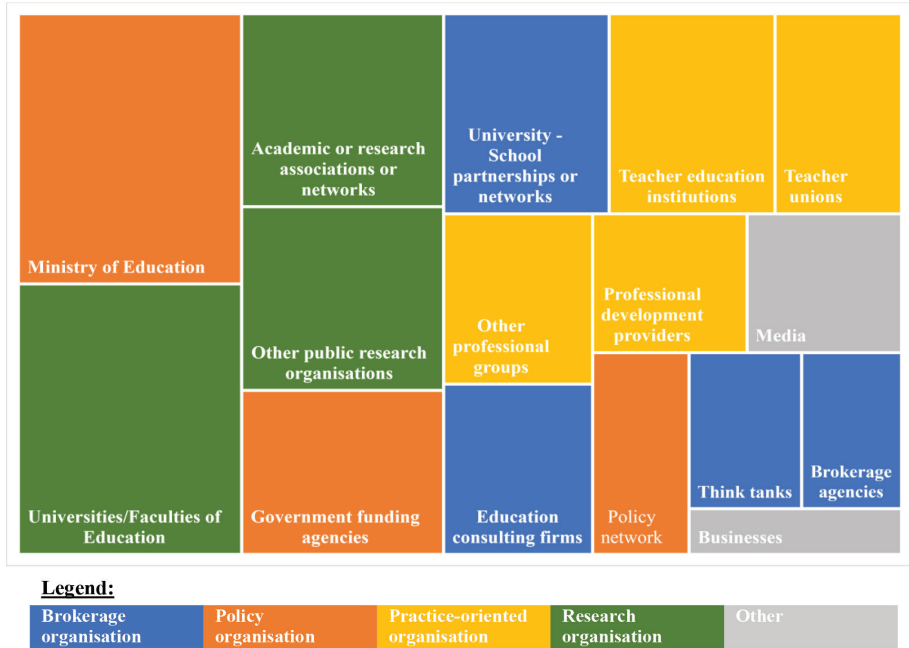 Ministry of Education
Universities/Faculties of
Education
Academic or research
associations or
networks
Other public research
organisations
Government funding
agencies
University -
School
partnerships or
networks
Teacher education
institutions
Teacher
unions
Other
professional
groups
Professional
development
providers
Media
Education
consulting firms
Policy
network
Think tanks
Brokerage
agencies
Businesses
Legend:
Brokerage
organisation
Policy
organisation
Practice-oriented
organisation
Research
organisation
Other